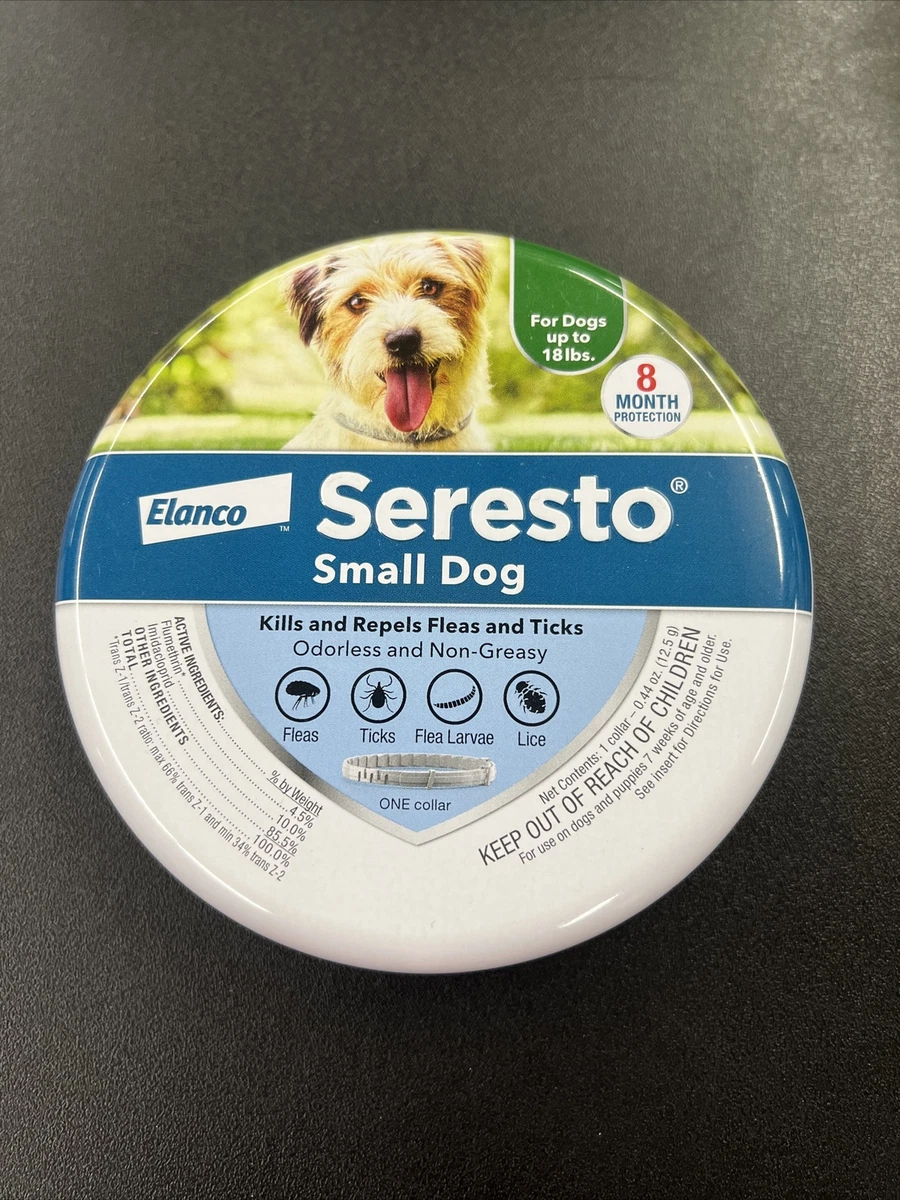 For Dogs
up to
18 lbs.
8
MONTH
PROTECTION
Elanco™
Seresto®
Small Dog
Kills and Repels Fleas and Ticks
Odorless and Non-Greasy
Fleas
Ticks
Flea Larvae
Lice
ONE collar
ACTIVE INGREDIENTS: % by Weight
Flumethrin* 4.5%
Imidacloprid 10.0%
OTHER INGREDIENTS 85.5%
TOTAL 100.0%
*Trans Z-1/trans Z-2 ratio: max 66% trans Z-1 and min 34% trans Z-2
Net Contents: 1 collar - 0.44 oz. (12.5 g)
KEEP OUT OF REACH OF CHILDREN
For use on dogs and puppies 7 weeks of age and older.
See insert for Directions for Use.